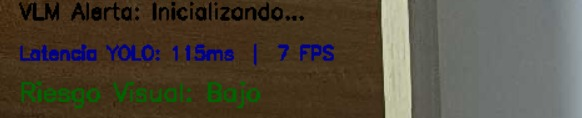 VLM Alerta: Inicializando...
Latencia YOLO: 115ms | 7 FPS
Riesgo Visual: Bajo